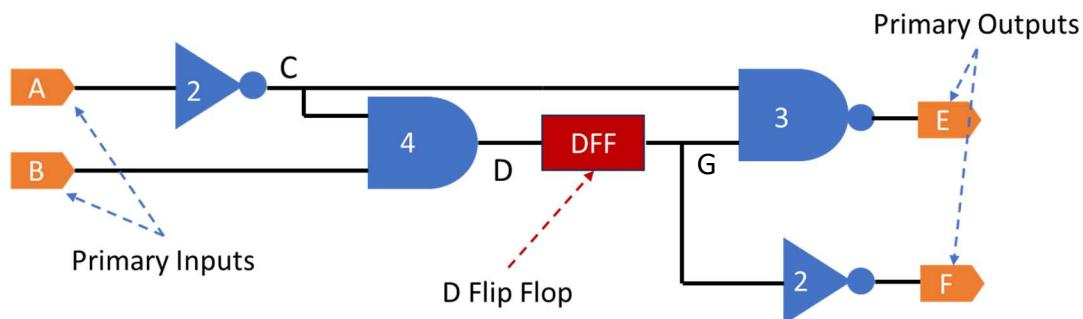 Primary Outputs
A
2
C
3
E
B
4
D
DFF
G
Primary Inputs
D Flip Flop
2
F